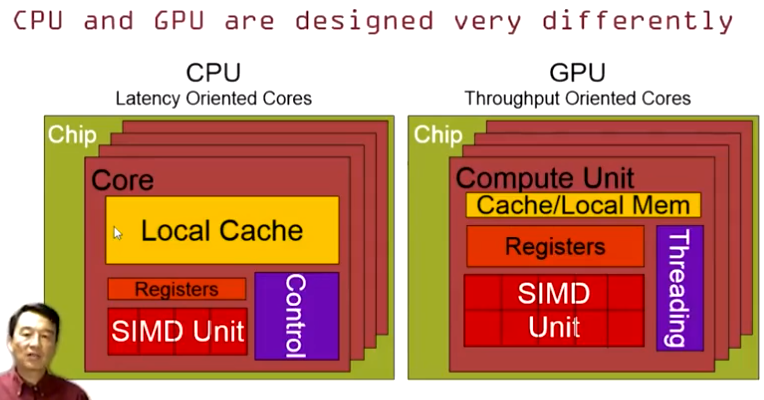 CPU and GPU are designed very differently
CPU
Latency Oriented Cores
Chip
Core
Local Cache
Registers
SIMD Unit
Control
GPU
Throughput Oriented Cores
Chip
Compute Unit
Cache/Local Mem
Registers
SIMD
Unit
Threading